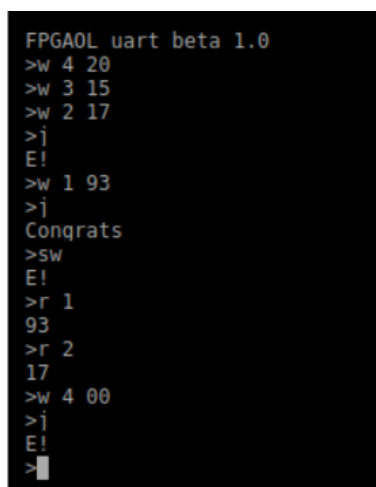 FPGAOL uart beta 1.0
>w 4 20
>w 3 15
>w 2 17
>j
E!
>w 1 93
>j
Congrats
>sw
E!
>r 1
93
>r 2
17
>w 4 00
>j
E!
>